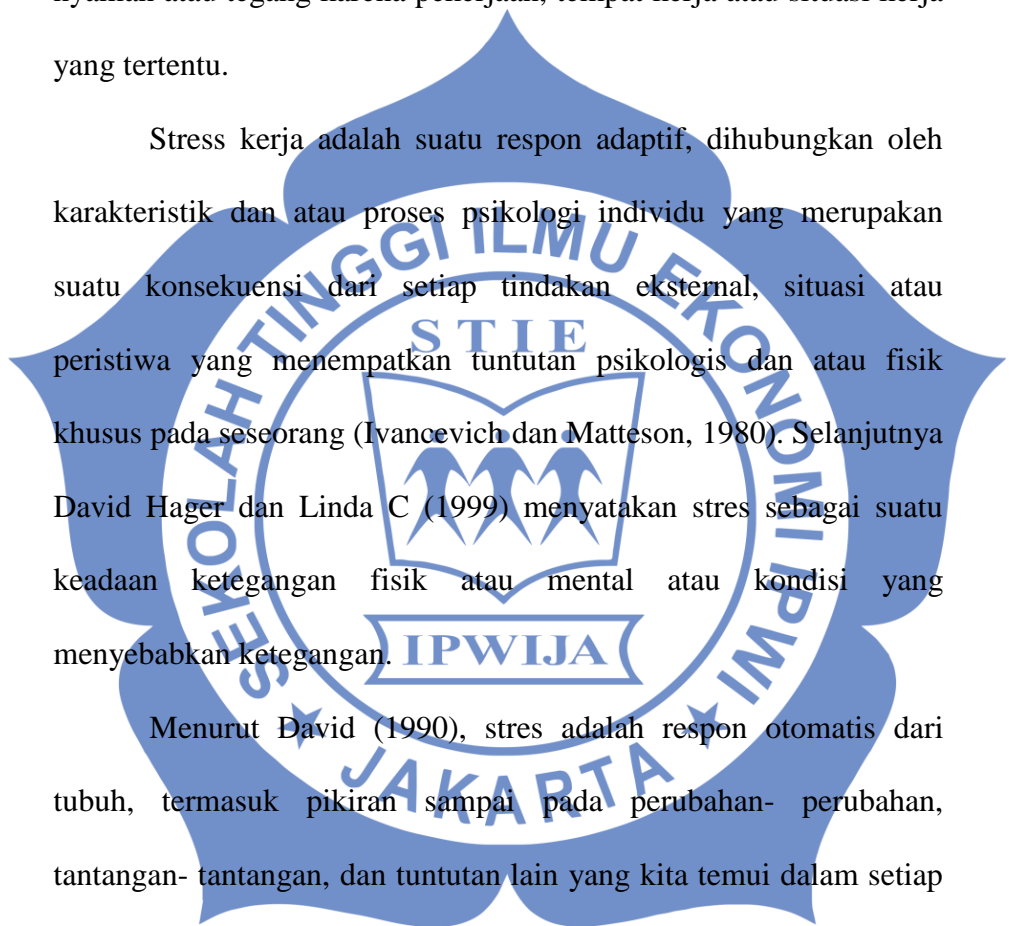 nyaman atau tegang karena pekerjaan, tempat kerja atau situasi kerja
yang tertentu.
Stress kerja adalah suatu respon adaptif, dihubungkan oleh
karakteristik dan atau proses psikologi individu yang merupakan
suatu konsekuensi dari setiap tindakan eksternal, situasi atau
peristiwa yang menempatkan tuntutan psikologis dan atau fisik
khusus pada seseorang (Ivancevich dan Matteson, 1980). Selanjutnya
David Hager dan Linda C (1999) menyatakan stres sebagai suatu
keadaan ketegangan fisik atau mental atau kondisi yang
menyebabkan ketegangan.
Menurut David (1990), stres adalah respon otomatis dari
tubuh, termasuk pikiran sampai pada perubahan- perubahan,
tantangan- tantangan, dan tuntutan lain yang kita temui dalam setiap
SEKOLAH TINGGI ILMU EKONOMI IPWI
STIE
IPWIJA
★ JAKARTA ★